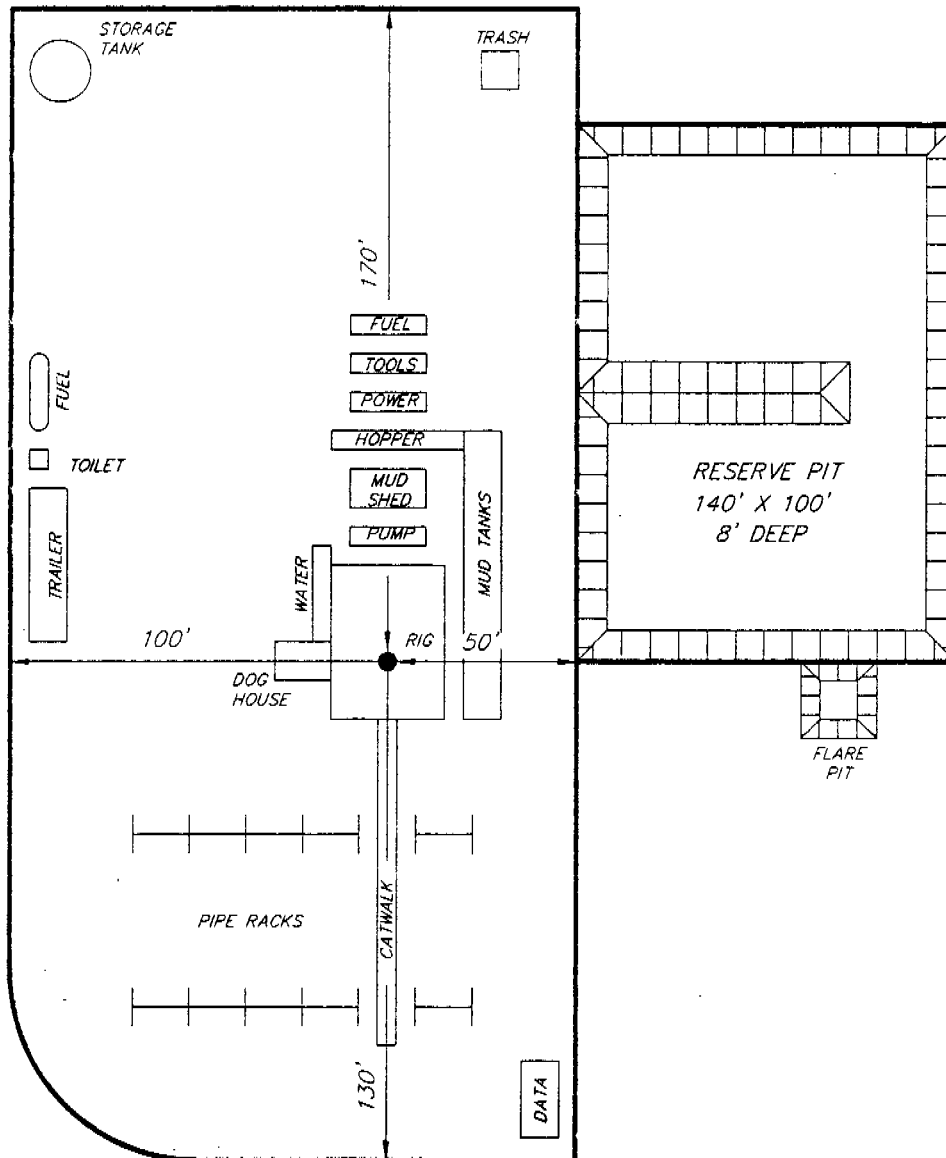 STORAGE
TANK
TRASH
170'
FUEL
TOOLS
POWER
HOPPER
MUD
SHED
PUMP
FUEL
TOILET
TRAILER
WATER
MUD TANKS
RESERVE PIT
140' X 100'
8' DEEP
100'
RIG
50'
DOG
HOUSE
FLARE
PIT
PIPE RACKS
CATWALK
130'
DATA